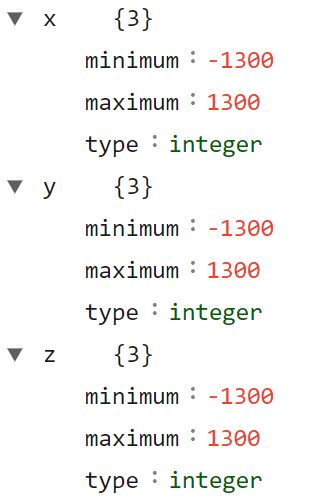 ▼ x {3}
minimum : -1300
maximum : 1300
type : integer
▼ y {3}
minimum : -1300
maximum : 1300
type : integer
▼ z {3}
minimum : -1300
maximum : 1300
type : integer